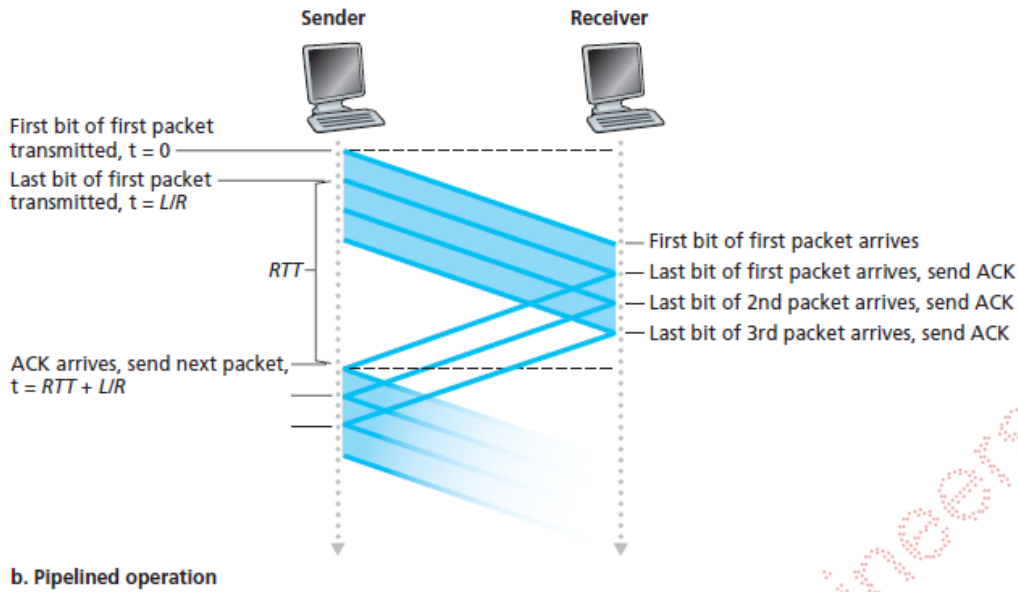 Sender
Receiver
First bit of first packet
transmitted, t = 0
Last bit of first packet
transmitted, t = L/R
First bit of first packet arrives
RTT
Last bit of first packet arrives, send ACK
Last bit of 2nd packet arrives, send ACK
Last bit of 3rd packet arrives, send ACK
ACK arrives, send next packet,
t = RTT + L/R
b. Pipelined operation